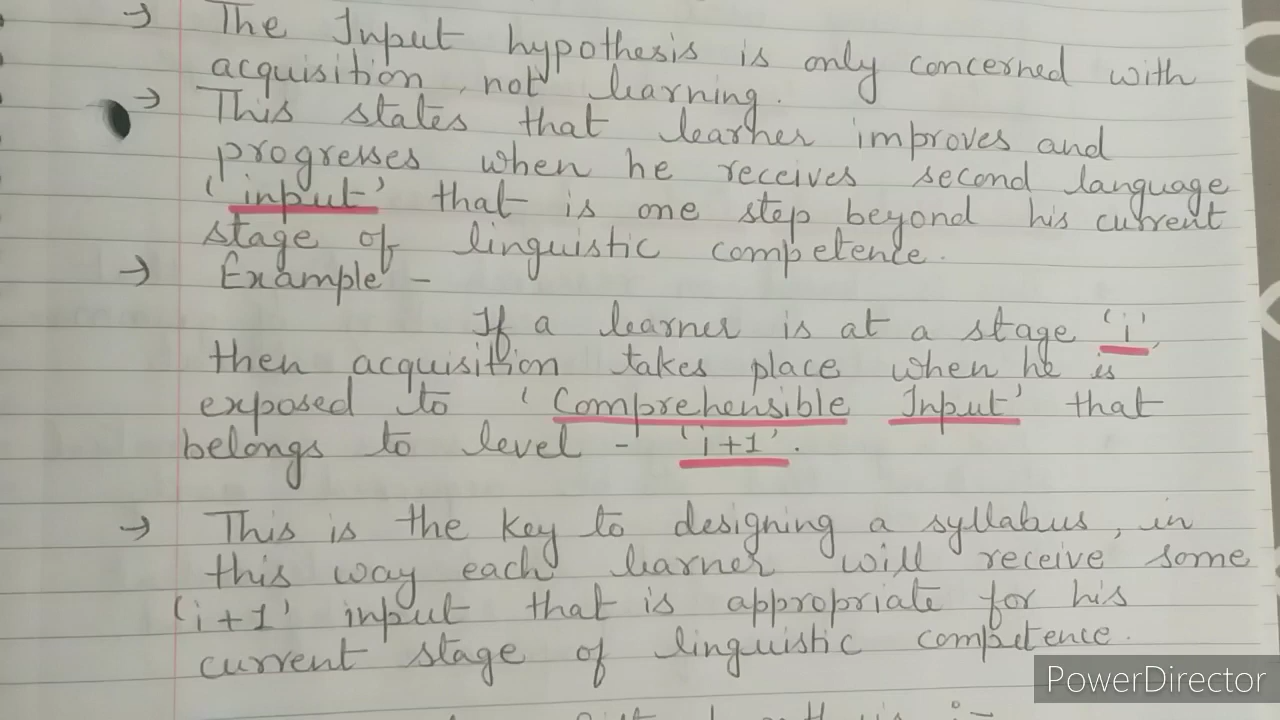 → The Input hypothesis is only concerned with
acquisition, not learning.
→ This states that learner improves and
progresses when he receives second language
'input' that is one step beyond his current
stage of linguistic competence.
→ Example -
If a learner is at a stage 'i',
then acquisition takes place when he is
exposed to 'Comprehensible Input' that
belongs to level - 'i+1'.
→ This is the key to designing a syllabus, in
this way each learner will receive some
'i+1' input that is appropriate for his
current stage of linguistic competence.
PowerDirector